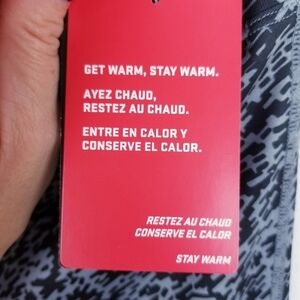 GET WARM, STAY WARM.
AYEZ CHAUD,
RESTEZ AU CHAUD.
ENTRE EN CALOR Y
CONSERVE EL CALOR.
RESTEZ AU CHAUD
CONSERVE EL CALOR
STAY WARM